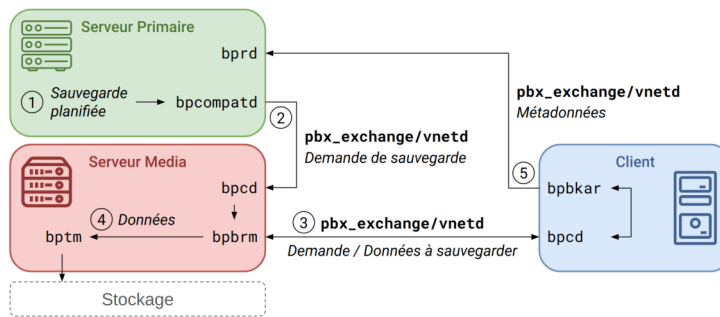 Serveur Primaire
bprd
1 Sauvegarde
planifiée
bpcompatd
2
pbx_exchange/vnetd
Demande de sauvegarde
pbx_exchange/vnetd
Métadonnées
5
Serveur Media
bpcd
4 Données
bptm
bpbrm
3 pbx_exchange/vnetd
Demande / Données à sauvegarder
Client
bpbkar
bpcd
Stockage